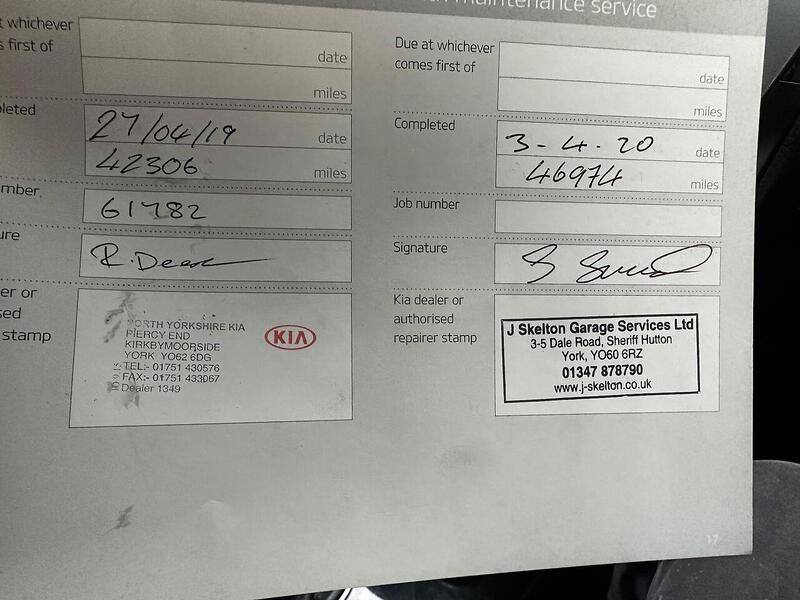 maintenance service
t whichever
s first of
date
miles
pleted
27/04/19
date
42306
miles
umber
61782
ure
R. Dea
er or
ised
stamp
NORTH YORKSHIRE KIA
PIERCY END
KIRKBYMOORSIDE
YORK YO62 6DG
TEL:- 01751 430576
FAX:- 01751 433067
Dealer 1349
KIA
Due at whichever
comes first of
date
miles
Completed
3-4-20
date
46974
miles
Job number
Signature
Kia dealer or
authorised
repairer stamp
J Skelton Garage Services Ltd
3-5 Dale Road, Sheriff Hutton
York, YO60 6RZ
01347 878790
www.j-skelton.co.uk
17